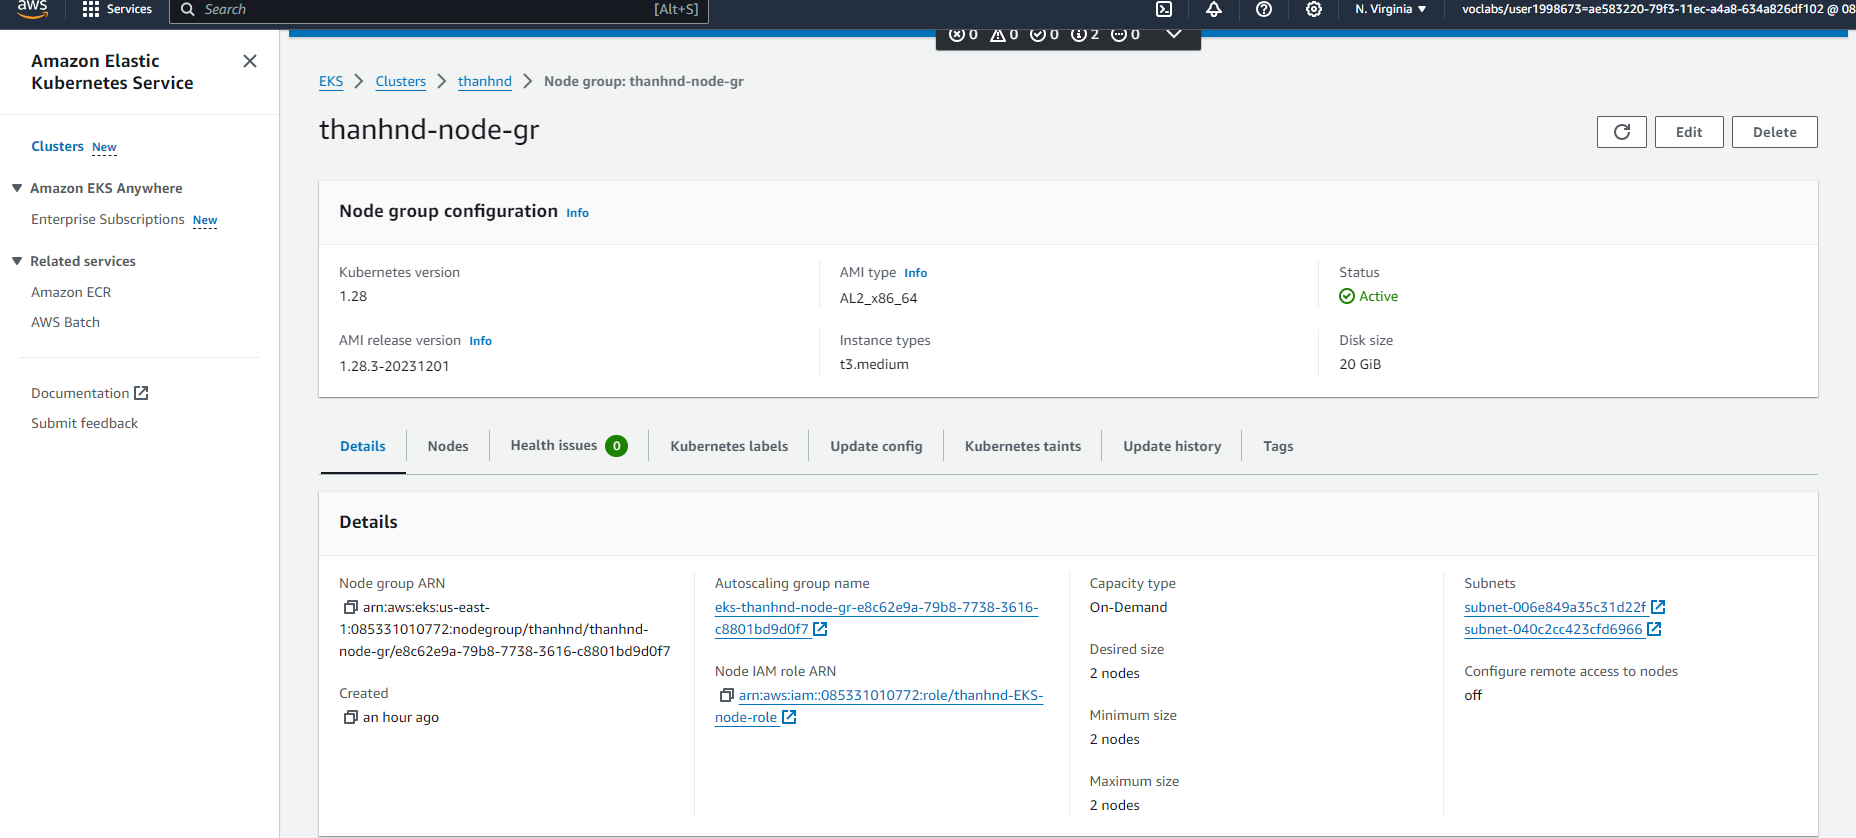 aws
Services
Search
[Alt+S]
N. Virginia
voclabs/user1998673=ae583220-79f3-11ec-a4a8-634a826df102 @ 08
0 0 0 2 0
Amazon Elastic
Kubernetes Service
Clusters New
Amazon EKS Anywhere
Enterprise Subscriptions New
Related services
Amazon ECR
AWS Batch
Documentation
Submit feedback
EKS
Clusters
thanhnd
Node group: thanhnd-node-gr
thanhnd-node-gr
Edit
Delete
Node group configuration Info
Kubernetes version
1.28
AMI release version Info
1.28.3-20231201
AMI type Info
AL2_x86_64
Instance types
t3.medium
Status
Active
Disk size
20 GiB
Details
Nodes
Health issues 0
Kubernetes labels
Update config
Kubernetes taints
Update history
Tags
Details
Node group ARN
arn:aws:eks:us-east-
1:085331010772:nodegroup/thanhnd/thanhnd-
node-gr/e8c62e9a-79b8-7738-3616-c8801bd9d0f7
Created
an hour ago
Autoscaling group name
eks-thanhnd-node-gr-e8c62e9a-79b8-7738-3616-
c8801bd9d0f7
Node IAM role ARN
arn:aws:iam::085331010772:role/thanhnd-EKS-
node-role
Capacity type
On-Demand
Desired size
2 nodes
Minimum size
2 nodes
Maximum size
2 nodes
Subnets
subnet-006e849a35c31d22f
subnet-040c2cc423cfd6966
Configure remote access to nodes
off